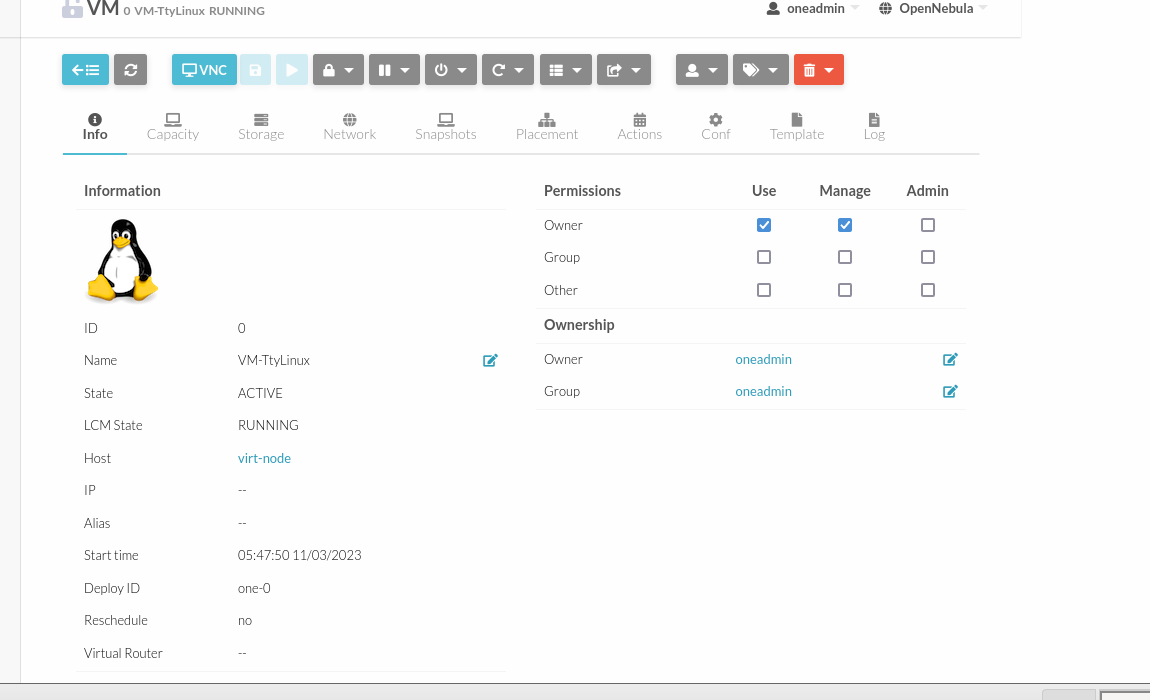 VM 0 VM-TtyLinux RUNNING oneadmin OpenNebula
VNC
Info Capacity Storage Network Snapshots Placement Actions Conf Template Log
Information
ID 0
Name VM-TtyLinux
State ACTIVE
LCM State RUNNING
Host virt-node
IP --
Alias --
Start time 05:47:50 11/03/2023
Deploy ID one-0
Reschedule no
Virtual Router --
Permissions Use Manage Admin
Owner
Group
Other
Ownership
Owner oneadmin
Group oneadmin